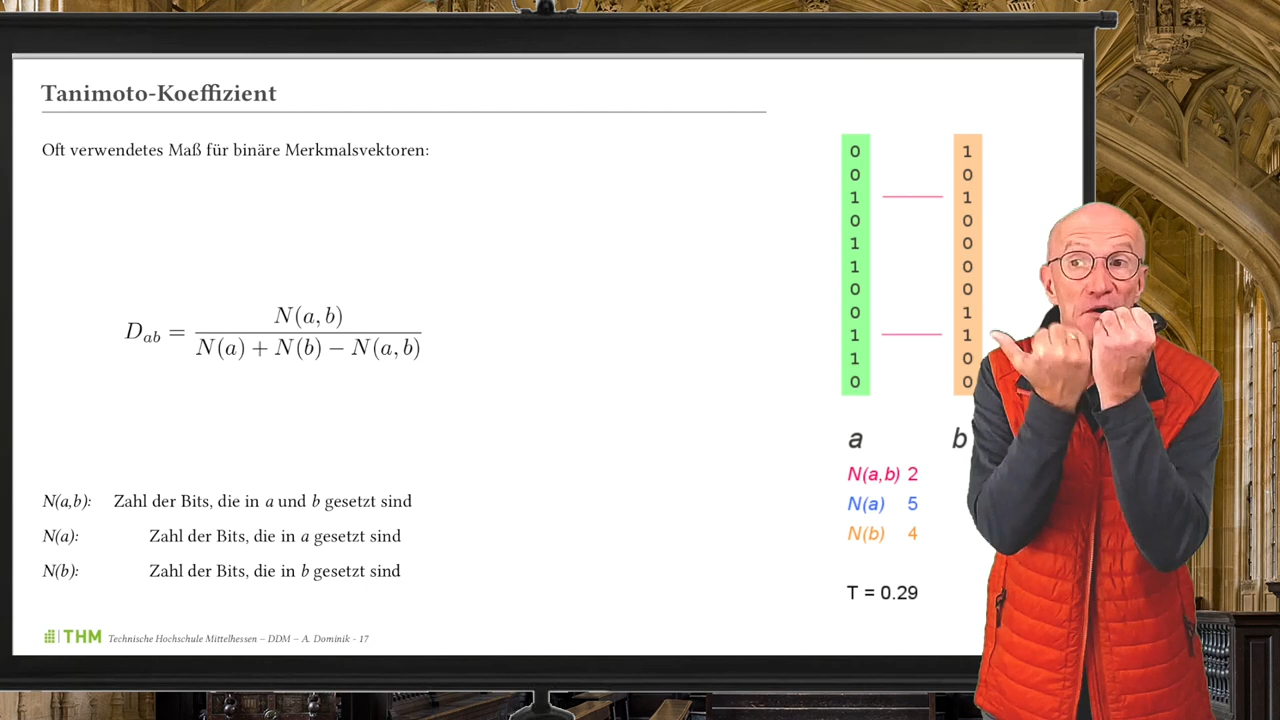 Tanimoto-Koeffizient
Oft verwendetes Maß für binäre Merkmalsvektoren:
D_ab = N(a, b) / (N(a) + N(b) − N(a, b))
N(a,b): Zahl der Bits, die in a und b gesetzt sind
N(a): Zahl der Bits, die in a gesetzt sind
N(b): Zahl der Bits, die in b gesetzt sind
THM Technische Hochschule Mittelhessen – DDM – A. Dominik - 17
0 1
0 0
1 1
0 0
1 0
1 0
0 0
0 1
1 1
1 0
0 0
a b
N(a,b) 2
N(a) 5
N(b) 4
T = 0.29